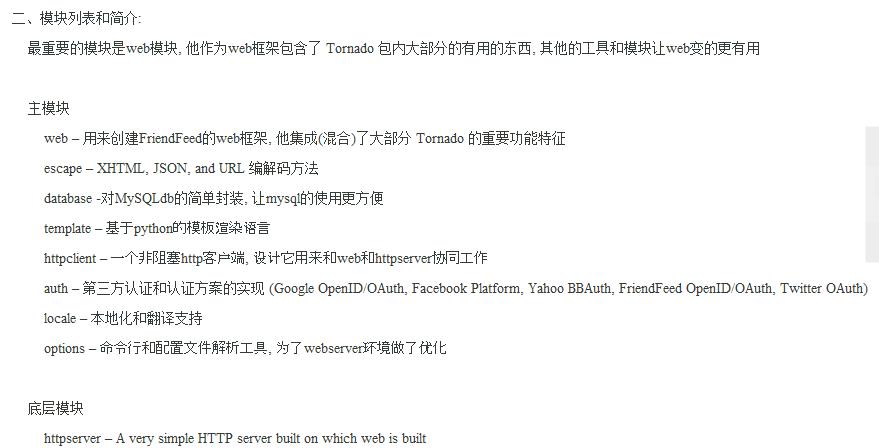 二、模块列表和简介:
最重要的模块是web模块, 他作为web框架包含了 Tornado 包内大部分的有用的东西, 其他的工具和模块让web变的更有用
主模块
web – 用来创建FriendFeed的web框架, 他集成(混合)了大部分 Tornado 的重要功能特征
escape – XHTML, JSON, and URL 编解码方法
database -对MySQLdb的简单封装, 让mysql的使用更方便
template – 基于python的模板渲染语言
httpclient – 一个非阻塞http客户端, 设计它用来和web和httpserver协同工作
auth – 第三方认证和认证方案的实现 (Google OpenID/OAuth, Facebook Platform, Yahoo BBAuth, FriendFeed OpenID/OAuth, Twitter OAuth)
locale – 本地化和翻译支持
options – 命令行和配置文件解析工具, 为了webserver环境做了优化
底层模块
httpserver – A very simple HTTP server built on which web is built